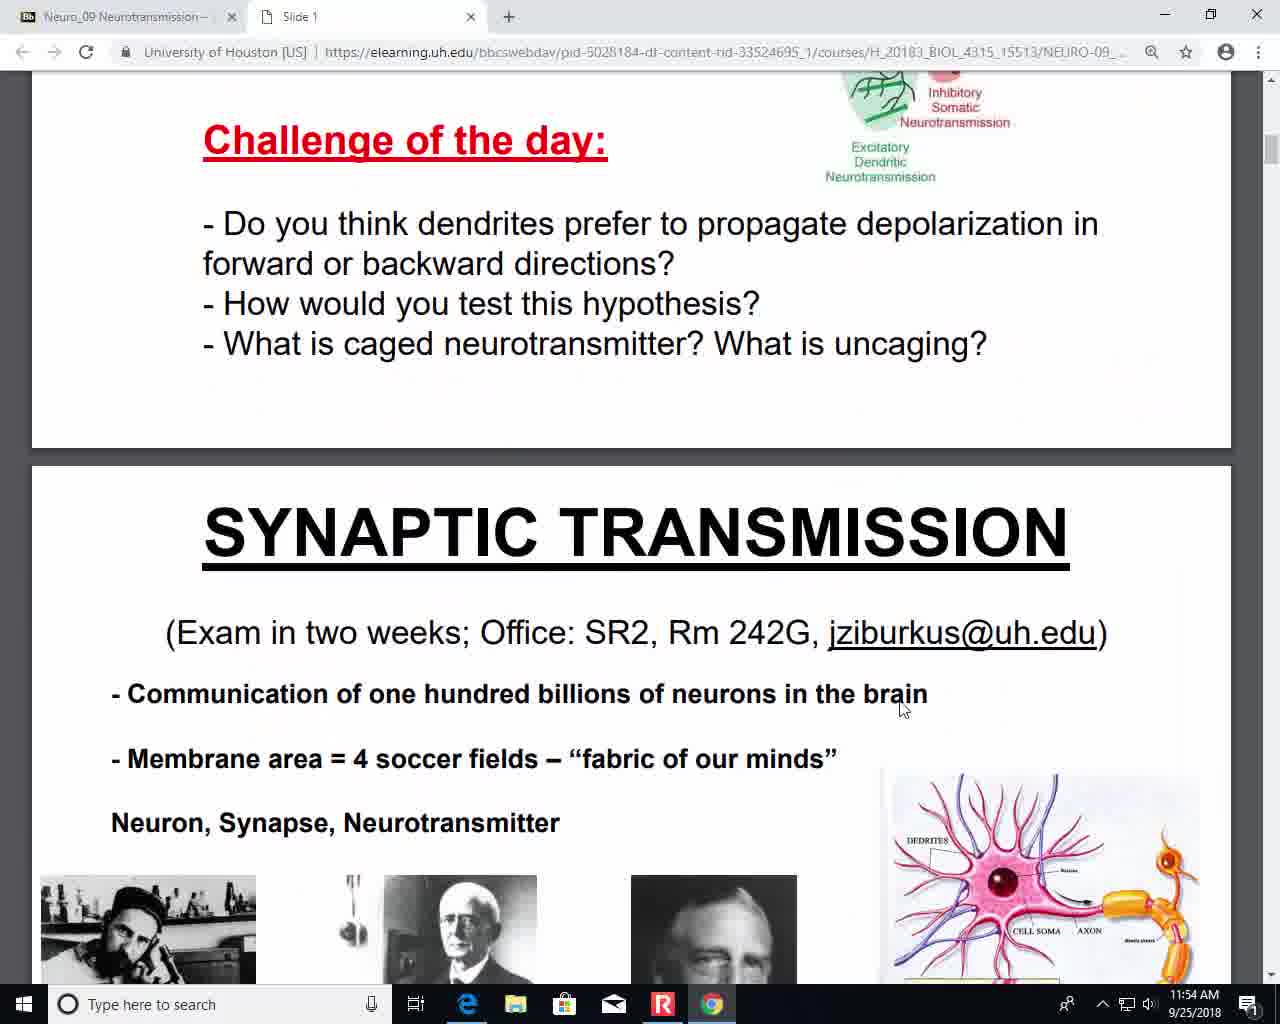 Neuro_09 Neurotransmission –
Slide 1
University of Houston [US]
https://elearning.uh.edu/bbcswebdav/pid-5028184-dt-content-rid-33524695_1/courses/H_20183_BIOL_4315_15513/NEURO-09_...
Inhibitory
Somatic
Neurotransmission
Excitatory
Dendritic
Neurotransmission
Challenge of the day:
- Do you think dendrites prefer to propagate depolarization in
forward or backward directions?
- How would you test this hypothesis?
- What is caged neurotransmitter? What is uncaging?
SYNAPTIC TRANSMISSION
(Exam in two weeks; Office: SR2, Rm 242G, jziburkus@uh.edu)
- Communication of one hundred billions of neurons in the brain
- Membrane area = 4 soccer fields – “fabric of our minds”
Neuron, Synapse, Neurotransmitter
DEDRITES
CELL SOMA
AXON
Type here to search
11:54 AM
9/25/2018